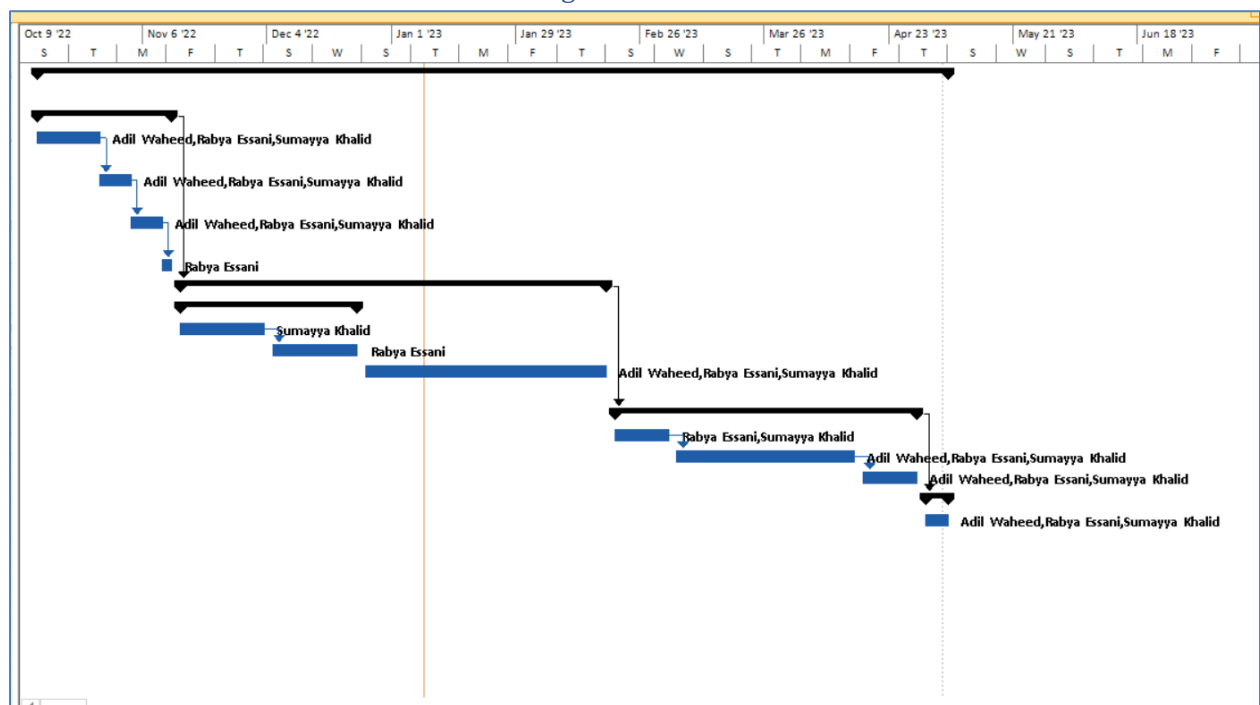 Oct 9 '22 Nov 6 '22 Dec 4 '22 Jan 1 '23 Jan 29 '23 Feb 26 '23 Mar 26 '23 Apr 23 '23 May 21 '23 Jun 18 '23
S T M F T S W S T M F T S W S T M F T S W S T M F
Adil Waheed,Rabya Essani,Sumayya Khalid
Adil Waheed,Rabya Essani,Sumayya Khalid
Adil Waheed,Rabya Essani,Sumayya Khalid
Rabya Essani
Sumayya Khalid
Rabya Essani
Adil Waheed,Rabya Essani,Sumayya Khalid
Rabya Essani,Sumayya Khalid
Adil Waheed,Rabya Essani,Sumayya Khalid
Adil Waheed,Rabya Essani,Sumayya Khalid
Adil Waheed,Rabya Essani,Sumayya Khalid